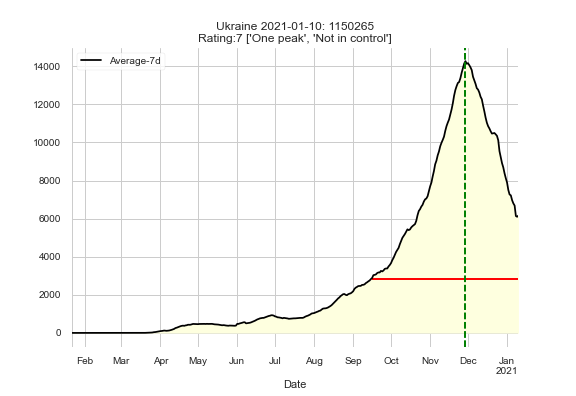 Ukraine 2021-01-10: 1150265
Rating:7 ['One peak', 'Not in control']
Average-7d
14000
12000
10000
8000
6000
4000
2000
0
Feb Mar Apr May Jun Jul Aug Sep Oct Nov Dec Jan
2021
Date